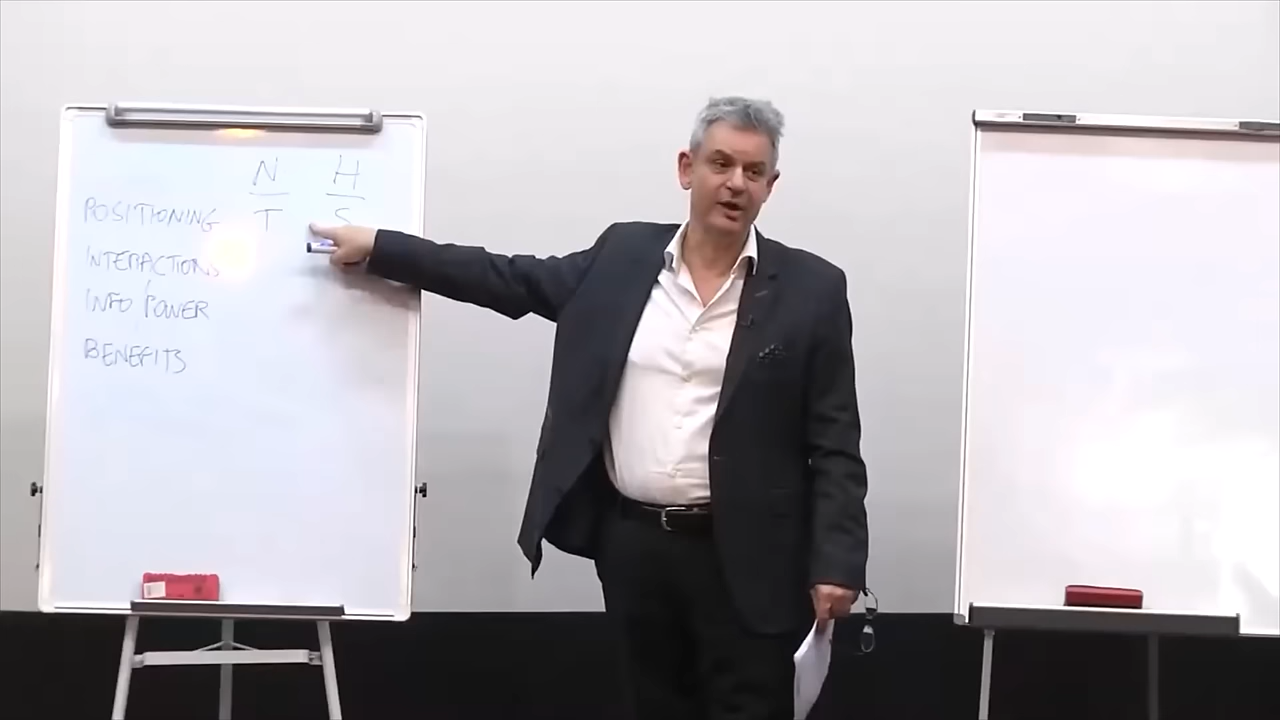 N H
POSITIONING T S
INTERACTIONS
INFO POWER
BENEFITS